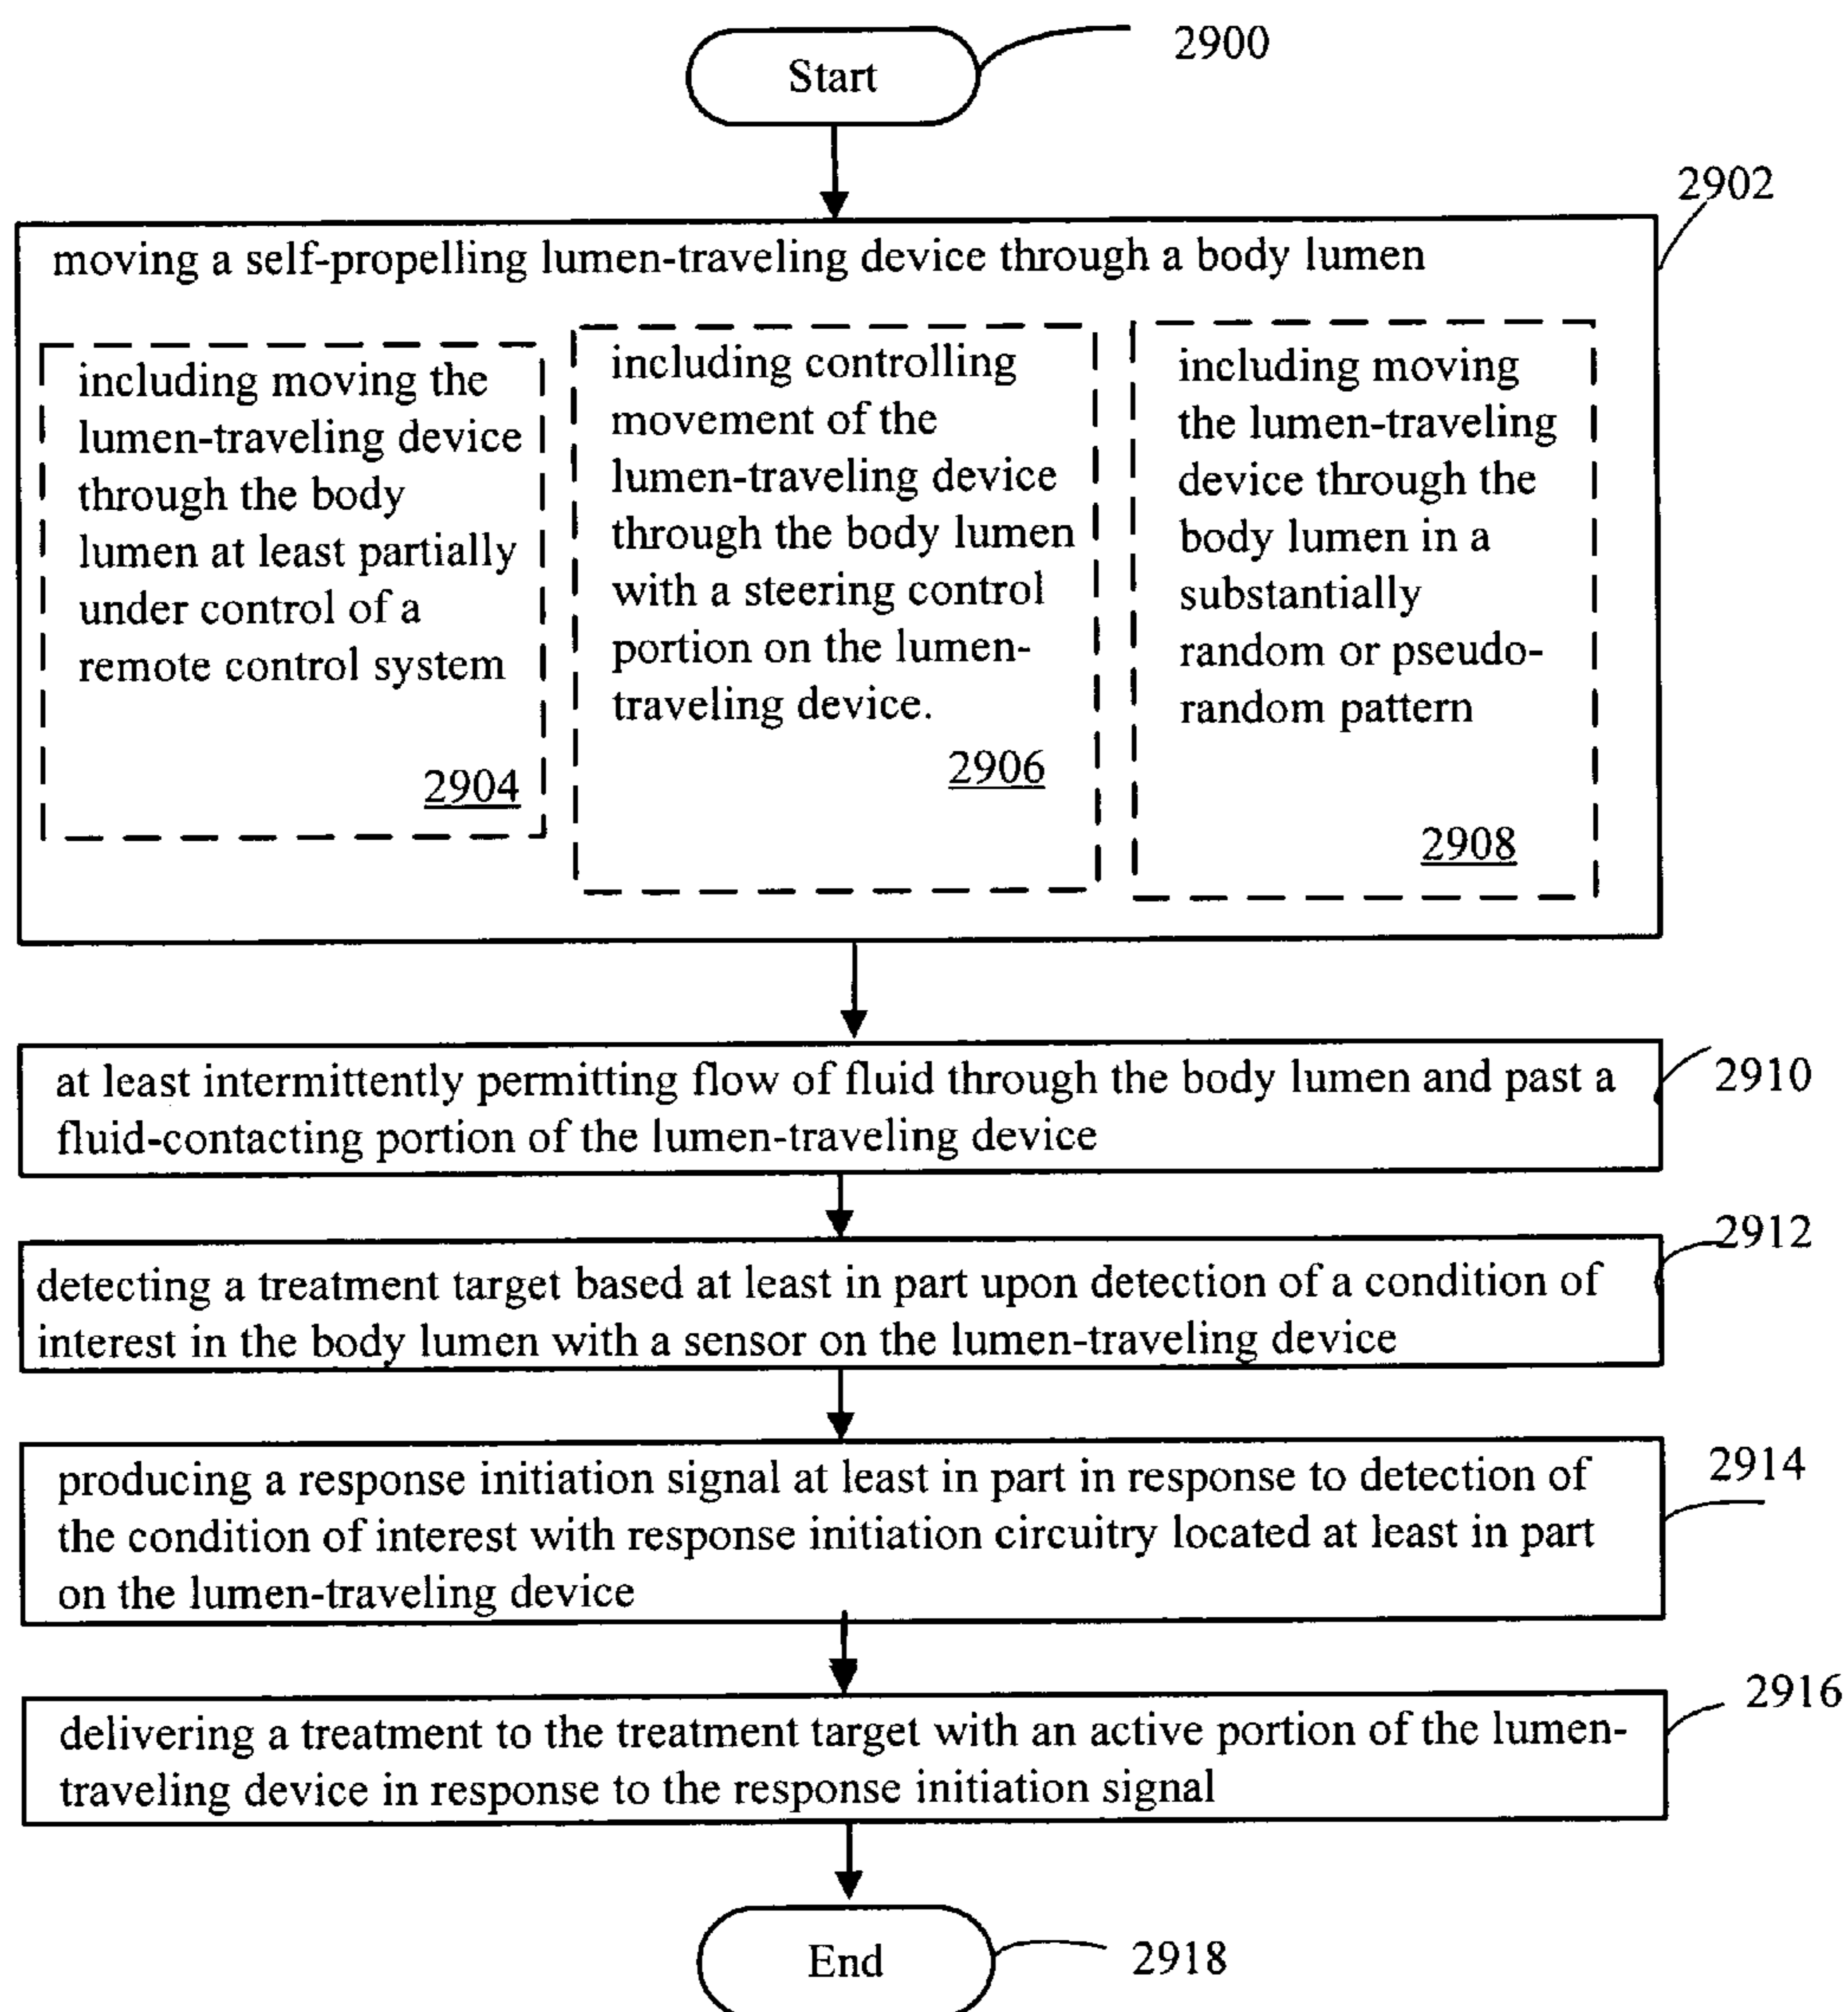 Start
2900
2902
moving a self-propelling lumen-traveling device through a body lumen
including moving the
lumen-traveling device
through the body
lumen at least partially
under control of a
remote control system
2904
including controlling
movement of the
lumen-traveling device
through the body lumen
with a steering control
portion on the lumen-
traveling device.
2906
including moving
the lumen-traveling
device through the
body lumen in a
substantially
random or pseudo-
random pattern
2908
at least intermittently permitting flow of fluid through the body lumen and past a
fluid-contacting portion of the lumen-traveling device
2910
detecting a treatment target based at least in part upon detection of a condition of
interest in the body lumen with a sensor on the lumen-traveling device
2912
producing a response initiation signal at least in part in response to detection of
the condition of interest with response initiation circuitry located at least in part
on the lumen-traveling device
2914
delivering a treatment to the treatment target with an active portion of the lumen-
traveling device in response to the response initiation signal
2916
End
2918